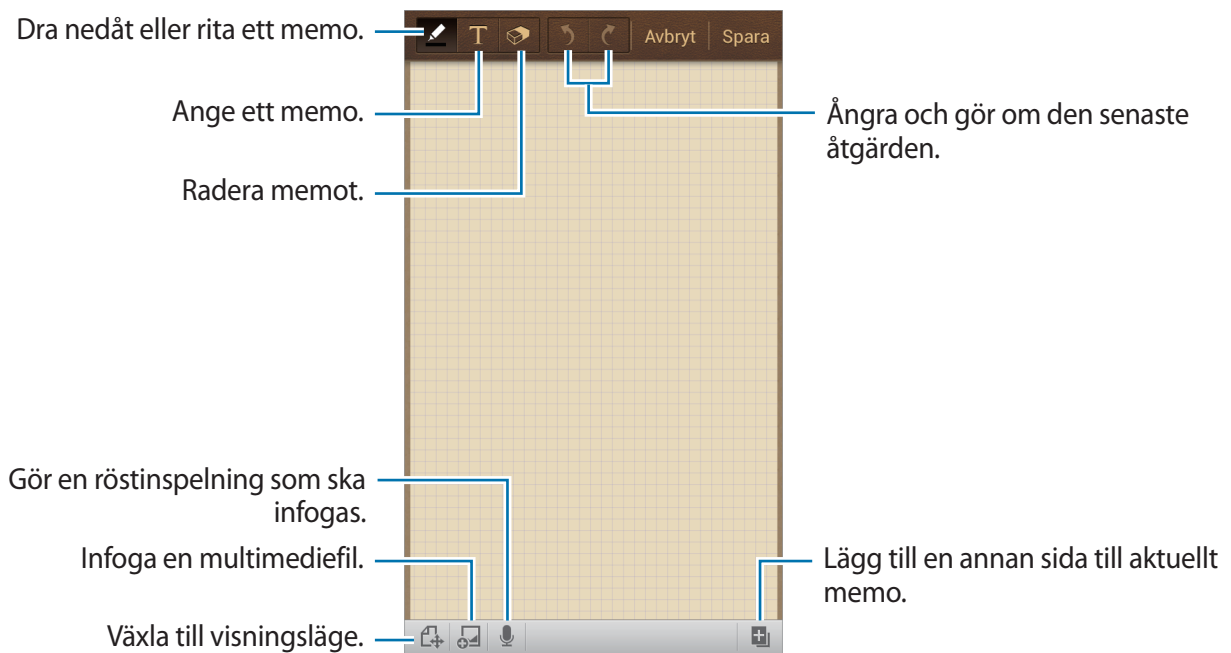 Dra nedåt eller rita ett memo.
T
Avbryt
Spara
Ange ett memo.
Ångra och gör om den senaste
åtgärden.
Radera memot.
Gör en röstinspelning som ska
infogas.
Infoga en multimediefil.
Lägg till en annan sida till aktuellt
memo.
Växla till visningsläge.